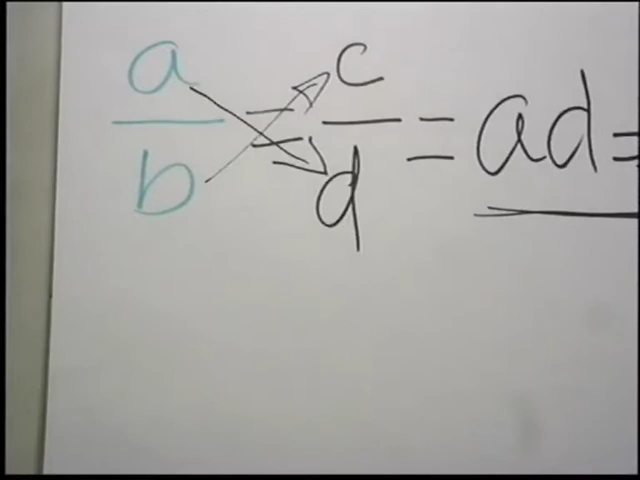 a/b = c/d = ad =